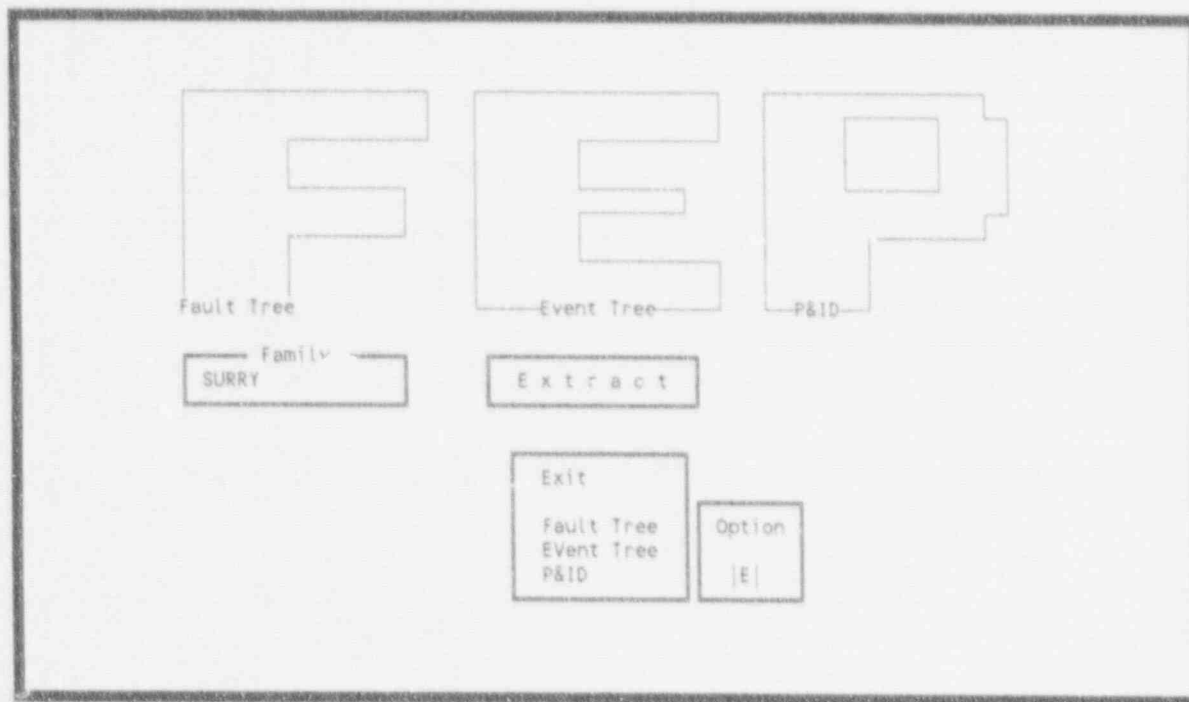 FEP
Fault Tree
Event Tree
P&ID
Family
SURRY
Extract
Exit
Fault Tree
EVent Tree
P&ID
Option
|E|